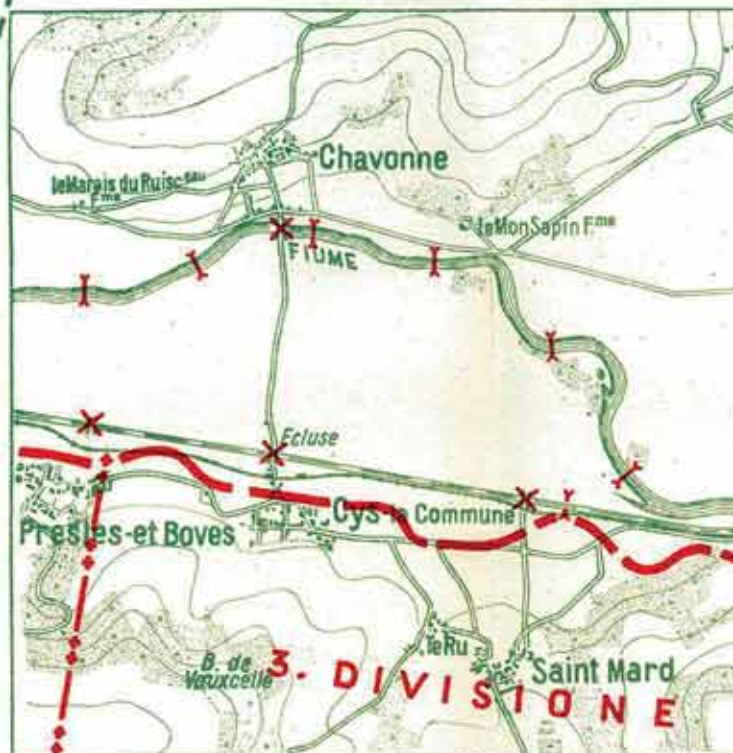 Chavonne
le Marais du Ruisseau
Fme
le Mon Sapin Fme
FIUME
Ecluse
Cys-la Commune
Presles-et Boves
le Ru
B. de
Vauxcelle
3. DIVISIONE
Saint Mard